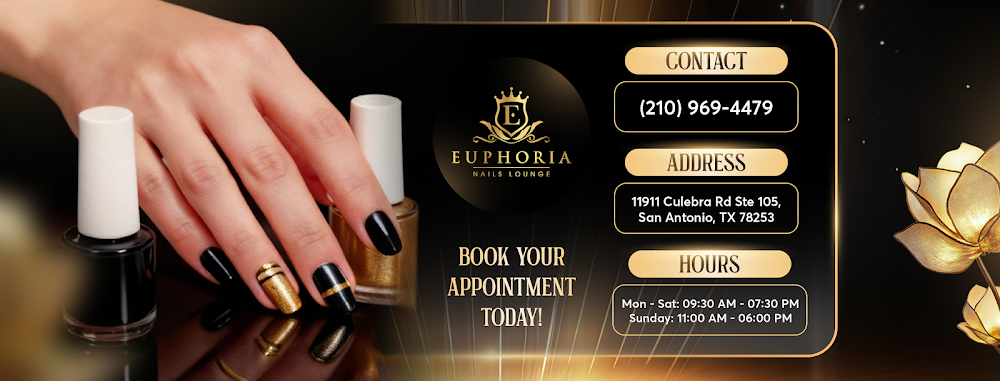 E
EUPHORIA
NAILS LOUNGE
BOOK YOUR
APPOINTMENT
TODAY!
CONTACT
(210) 969-4479
ADDRESS
11911 Culebra Rd Ste 105,
San Antonio, TX 78253
HOURS
Mon - Sat: 09:30 AM - 07:30 PM
Sunday: 11:00 AM - 06:00 PM